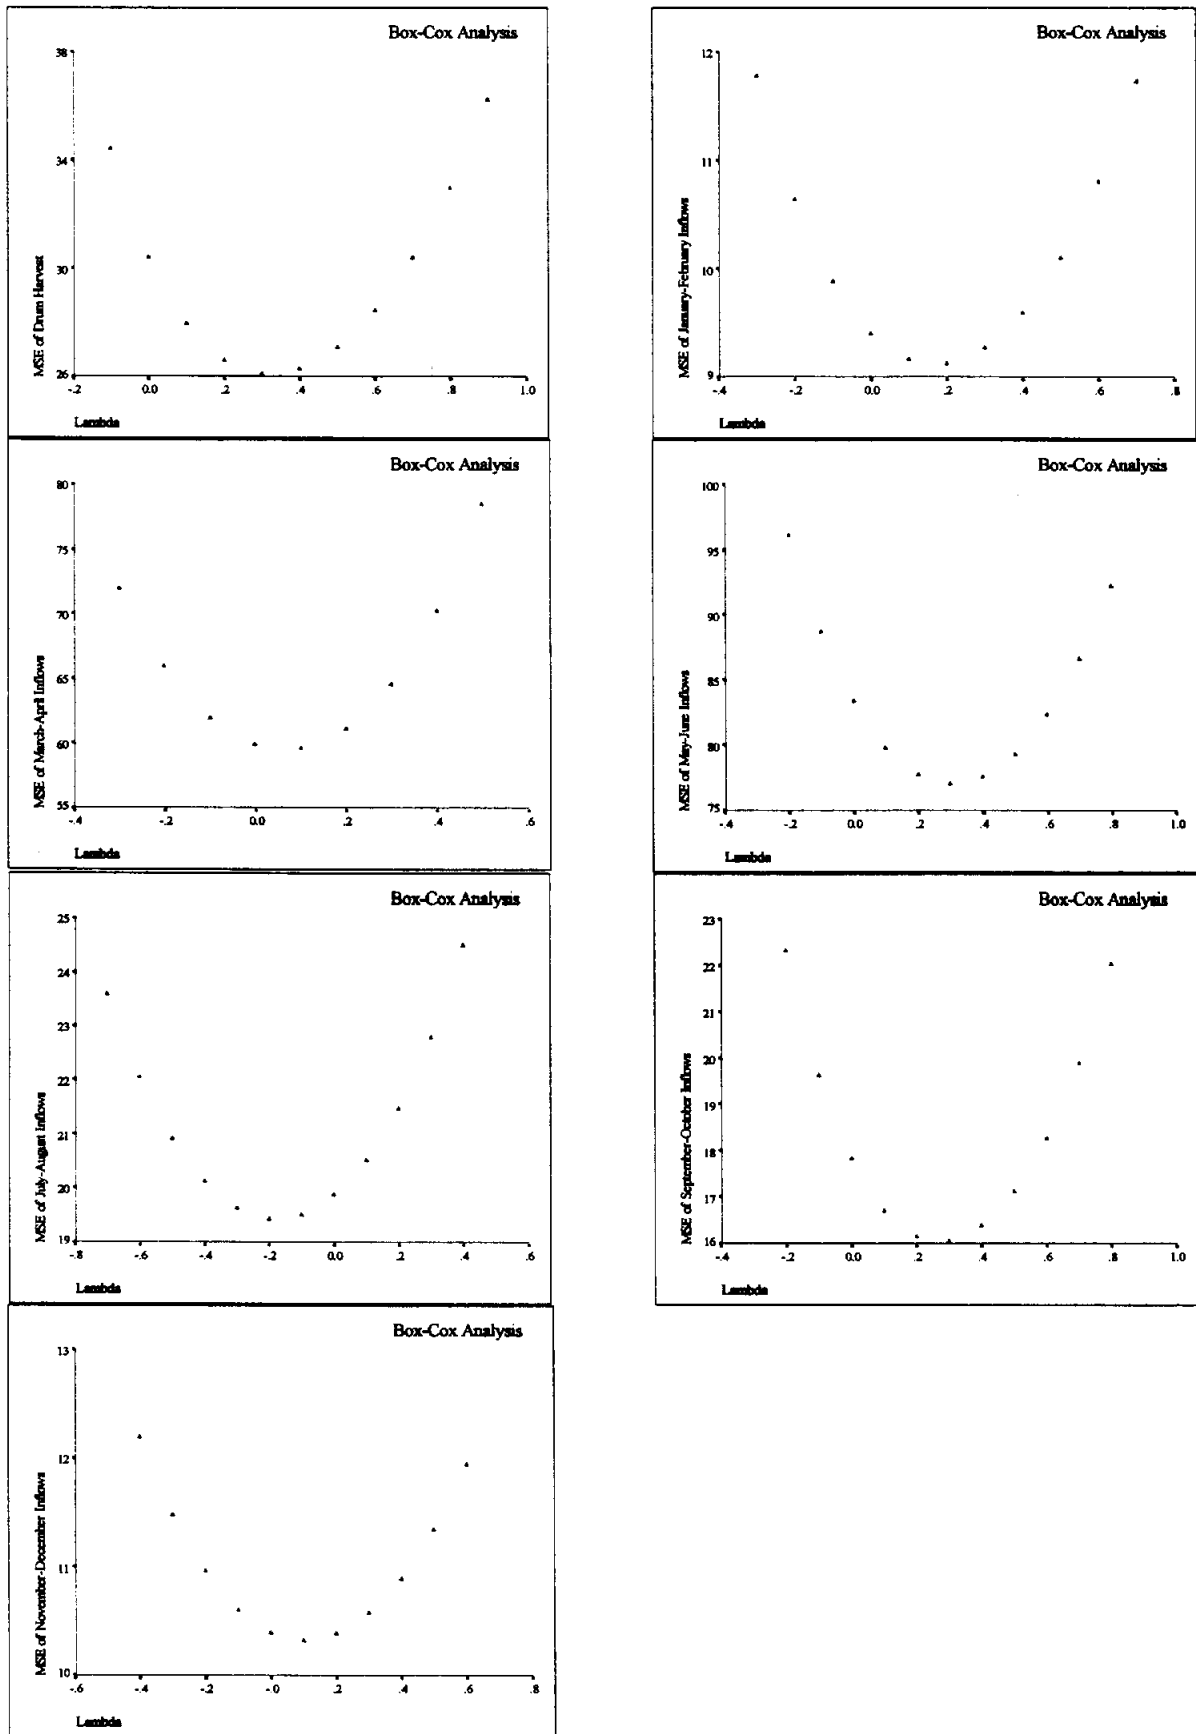 Box-Cox Analysis
38
34
30
26
MSE of Drum Harvest
-.2 0.0 .2 .4 .6 .8 1.0
Lambda
Box-Cox Analysis
12
11
10
9
MSE of January-February Inflows
-.4 -.2 0.0 .2 .4 .6 .8
Lambda
Box-Cox Analysis
80
75
70
65
60
55
MSE of March-April Inflows
-.4 -.2 0.0 .2 .4 .6
Lambda
Box-Cox Analysis
100
95
90
85
80
75
MSE of May-June Inflows
-.4 -.2 0.0 .2 .4 .6 .8 1.0
Lambda
Box-Cox Analysis
25
24
23
22
21
20
19
MSE of July-August Inflows
-.8 -.6 -.4 -.2 0.0 .2 .4 .6
Lambda
Box-Cox Analysis
23
22
21
20
19
18
17
16
MSE of September-October Inflows
-.4 -.2 0.0 .2 .4 .6 .8 1.0
Lambda
Box-Cox Analysis
13
12
11
10
MSE of November-December Inflows
-.6 -.4 -.2 -.0 .2 .4 .6 .8
Lambda